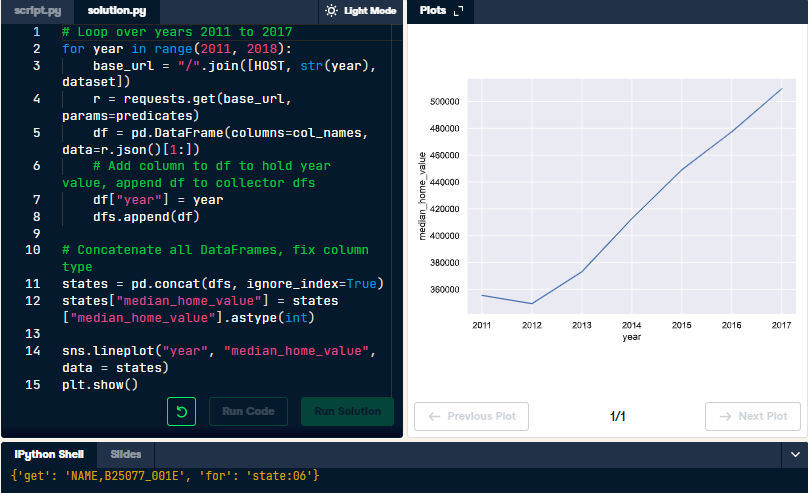 script.py solution.py Light Mode
1 # Loop over years 2011 to 2017
2 for year in range(2011, 2018):
3 base_url = "/".join([HOST, str(year),
dataset])
4 r = requests.get(base_url,
params=predicates)
5 df = pd.DataFrame(columns=col_names,
data=r.json()[1:])
6 # Add column to df to hold year
value, append df to collector dfs
7 df["year"] = year
8 dfs.append(df)
9
10 # Concatenate all DataFrames, fix column
type
11 states = pd.concat(dfs, ignore_index=True)
12 states["median_home_value"] = states
["median_home_value"].astype(int)
13
14 sns.lineplot("year", "median_home_value",
data = states)
15 plt.show()
Run Code Run Solution
Plots
500000
480000
460000
440000
420000
400000
380000
360000
median_home_value
2011 2012 2013 2014 2015 2016 2017
year
Previous Plot 1/1 Next Plot
IPython Shell Slides
{'get': 'NAME,B25077_001E', 'for': 'state:06'}